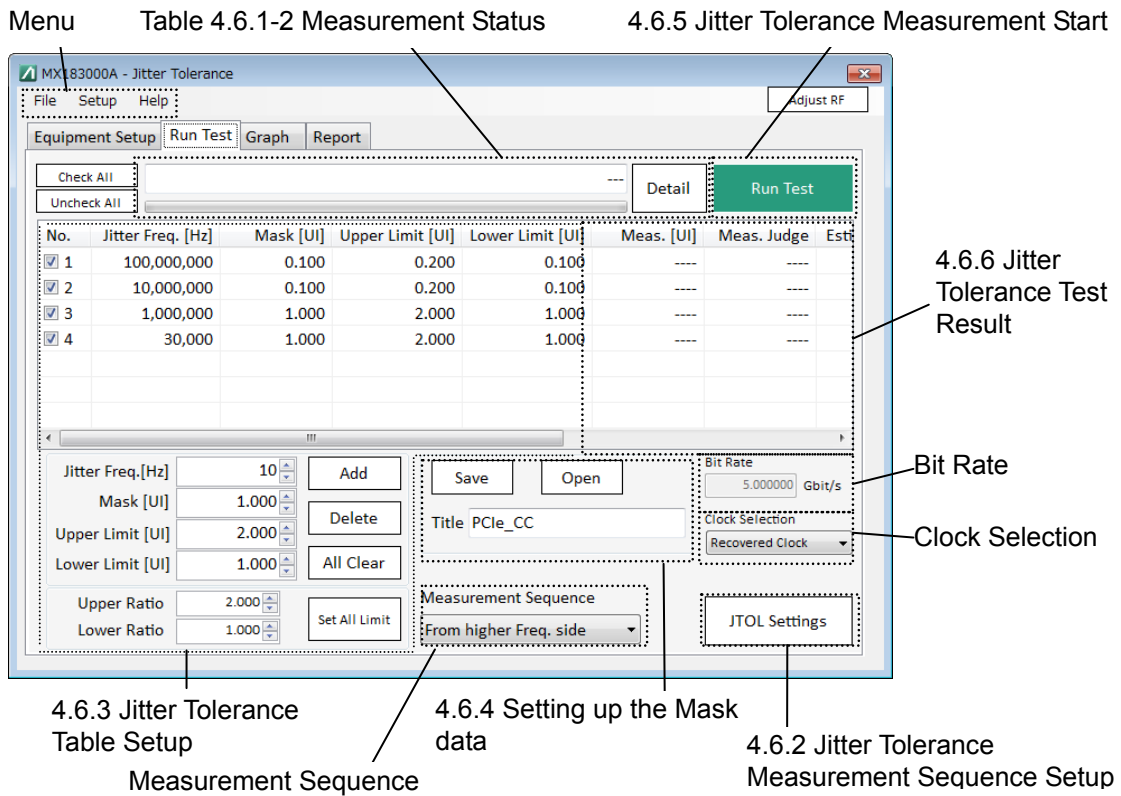 Menu Table 4.6.1-2 Measurement Status 4.6.5 Jitter Tolerance Measurement Start
MX183000A - Jitter Tolerance
File Setup Help
Adjust RF
Equipment Setup Run Test Graph Report
Check All
--- 
Uncheck All
Detail
Run Test
No. Jitter Freq. [Hz] Mask [UI] Upper Limit [UI] Lower Limit [UI] Meas. [UI] Meas. Judge Esti
1 100,000,000 0.100 0.200 0.100 ---- ----
2 10,000,000 0.100 0.200 0.100 ---- ----
3 1,000,000 1.000 2.000 1.000 ---- ----
4 30,000 1.000 2.000 1.000 ---- ----
4.6.6 Jitter
Tolerance Test
Result
Jitter Freq.[Hz] 10
Mask [UI] 1.000
Upper Limit [UI] 2.000
Lower Limit [UI] 1.000
Add
Delete
All Clear
Upper Ratio 2.000
Lower Ratio 1.000
Set All Limit
Save Open
Title PCIe_CC
Measurement Sequence
From higher Freq. side
Bit Rate
5.000000 Gbit/s
Clock Selection
Recovered Clock
JTOL Settings
Bit Rate
Clock Selection
4.6.3 Jitter Tolerance
Table Setup
Measurement Sequence
4.6.4 Setting up the Mask
data
4.6.2 Jitter Tolerance
Measurement Sequence Setup